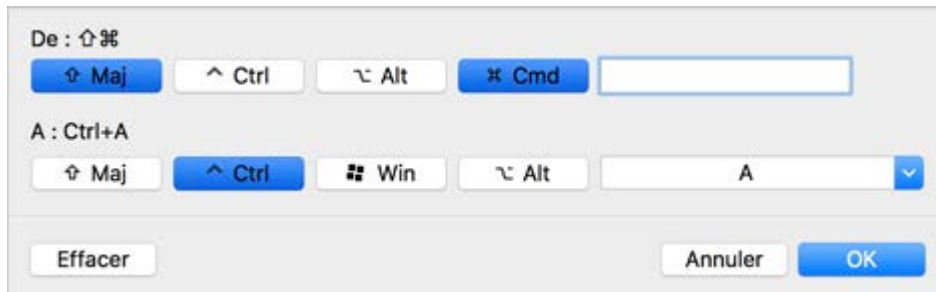 De : ⇧⌘
⇧ Maj ^ Ctrl ⌥ Alt ⌘ Cmd
A : Ctrl+A
⇧ Maj ^ Ctrl Win ⌥ Alt A
Effacer Annuler OK